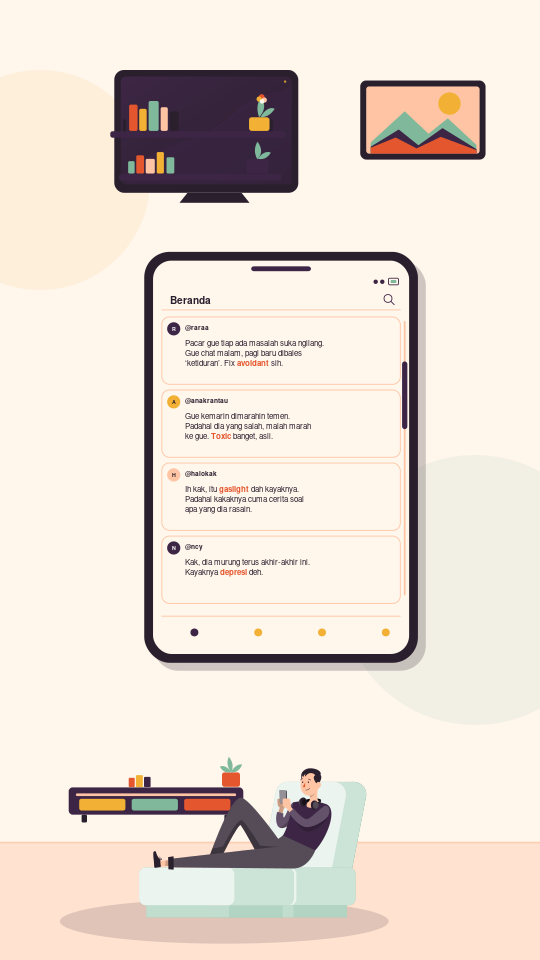 Beranda
R @raraa
Pacar gue tiap ada masalah suka ngilang.
Gue chat malam, pagi baru dibales
'ketiduran'. Fix avoidant sih.
A @anakrantau
Gue kemarin dimarahin temen.
Padahal dia yang salah, malah marah
ke gue. Toxic banget, asli.
H @halokak
Ih kak, itu gaslight dah kayaknya.
Padahal kakaknya cuma cerita soal
apa yang dia rasain.
N @ncy
Kak, dia murung terus akhir-akhir ini.
Kayaknya depresi deh.